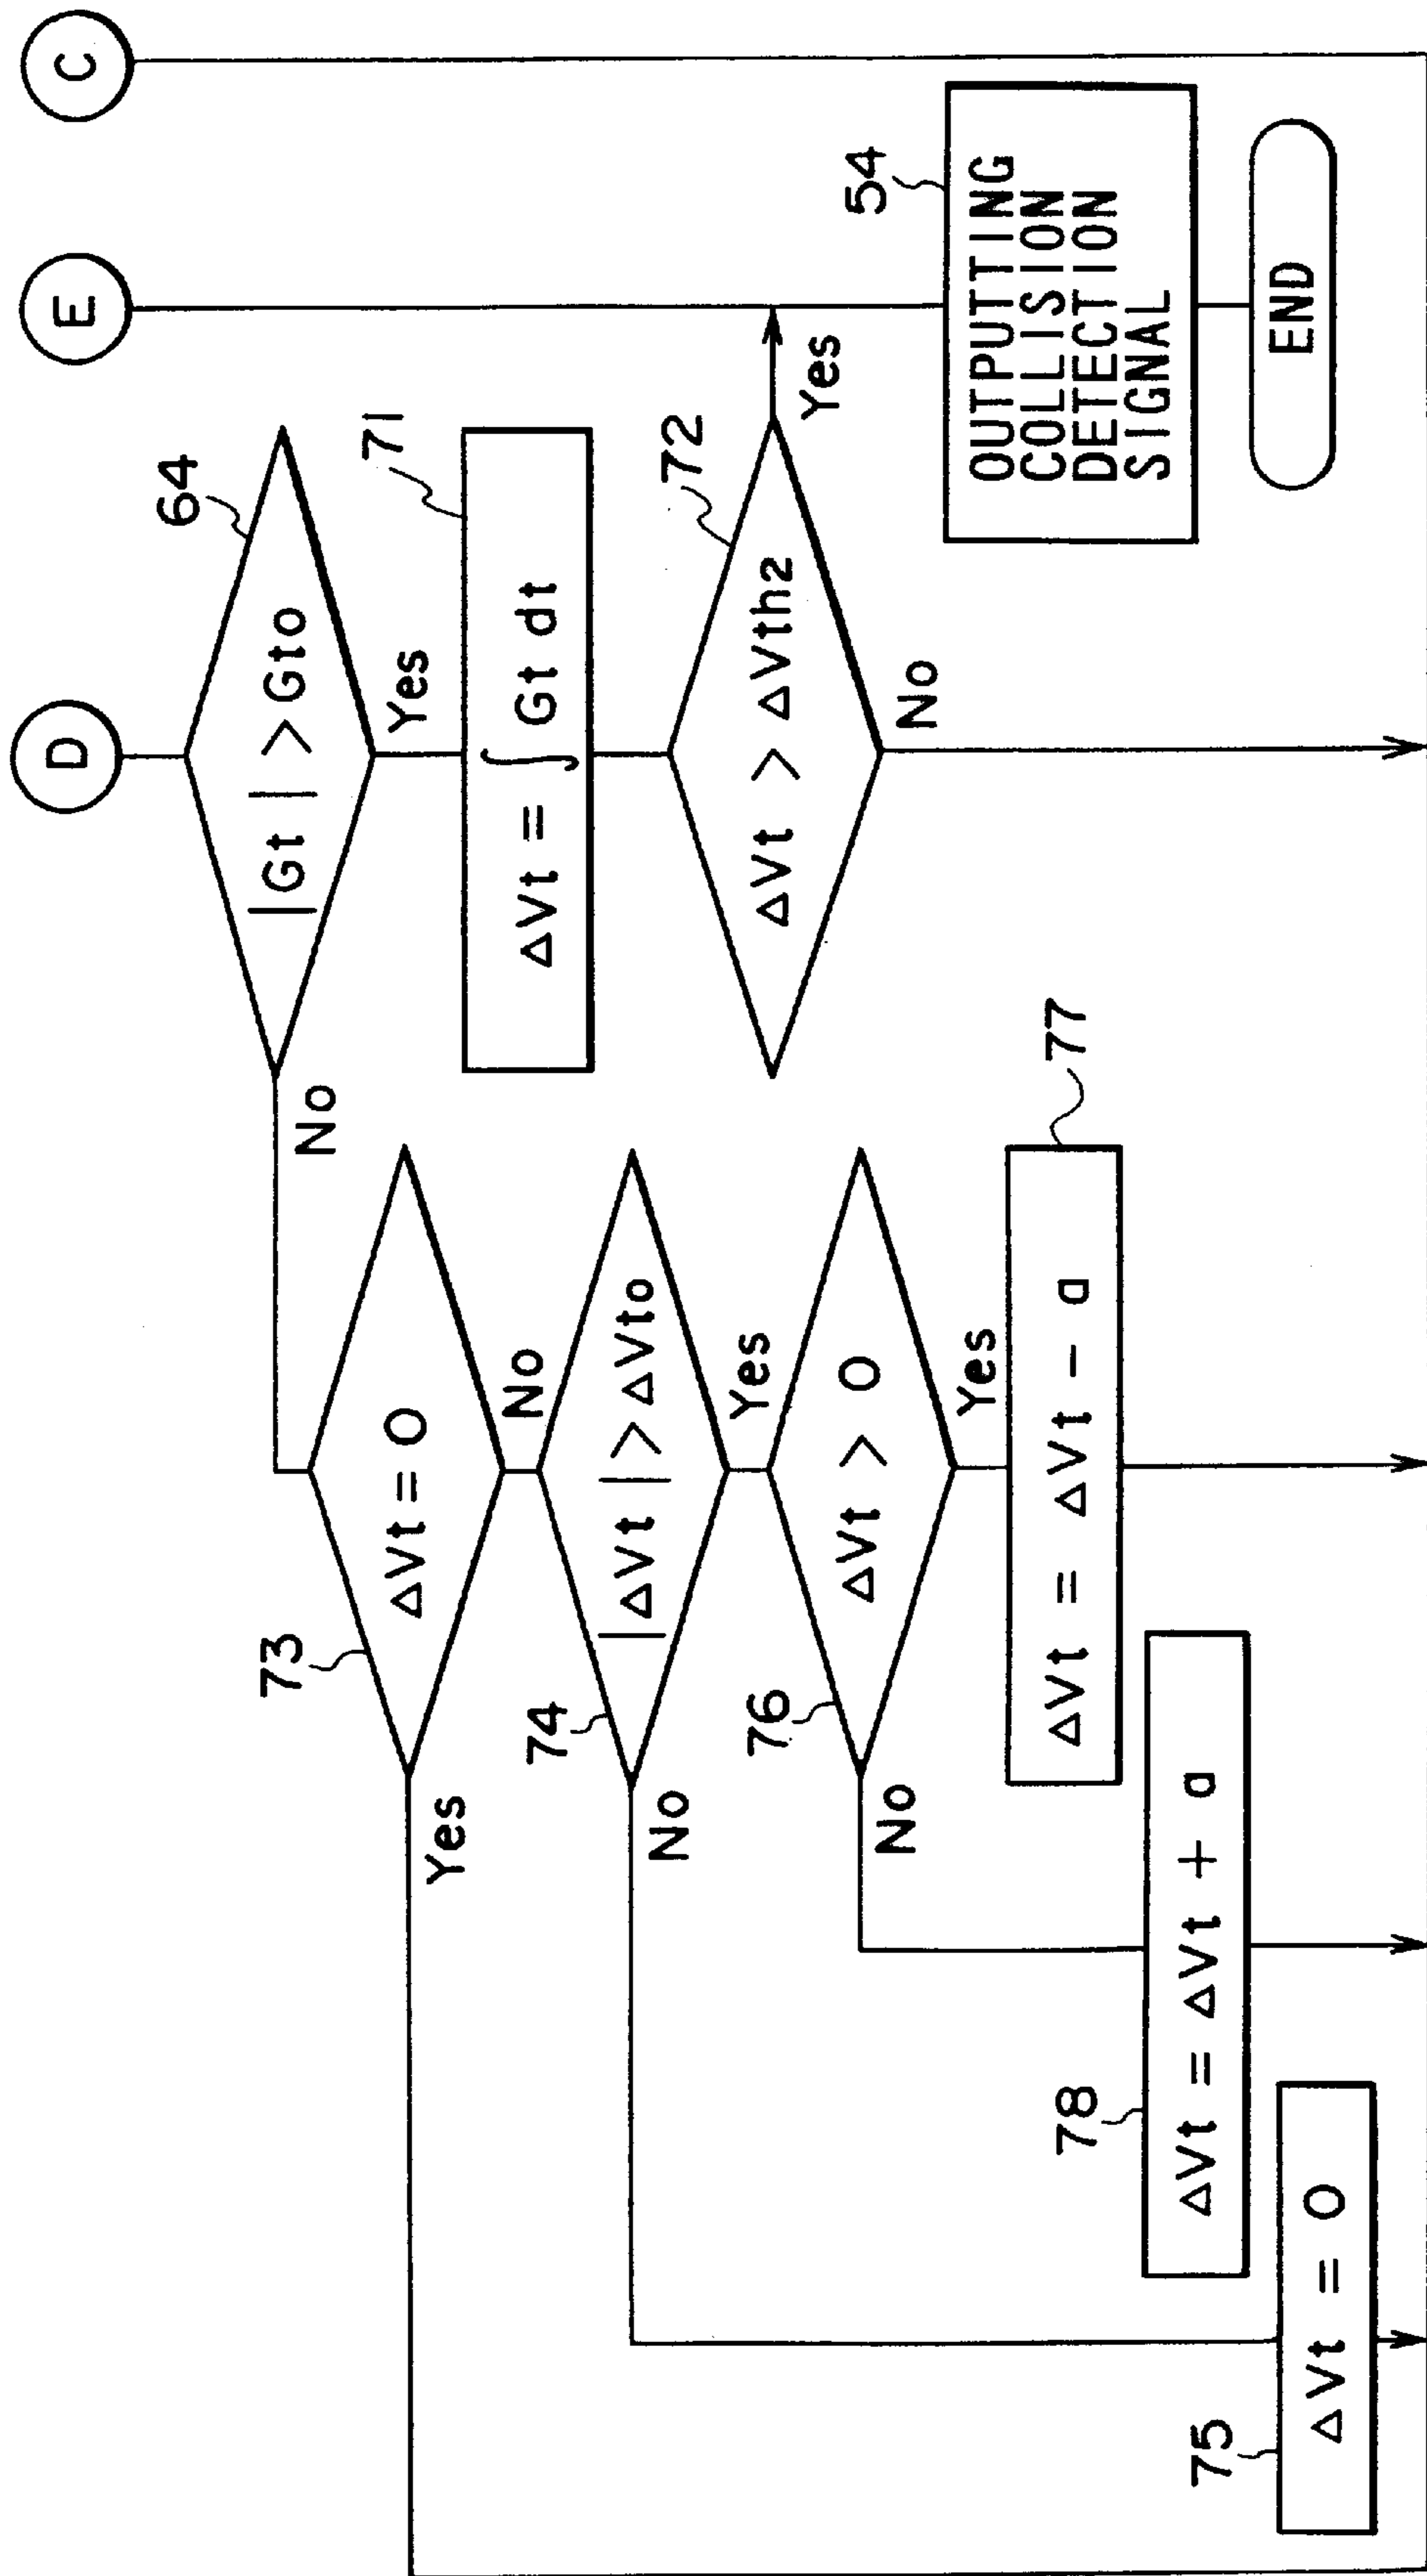 D
E
C
64
|Gt| > Gto
No
Yes
73
ΔVt = 0
Yes
No
71
ΔVt = ∫ Gt dt
74
|ΔVt| > ΔVto
No
Yes
72
ΔVt > ΔVth2
Yes
No
76
ΔVt > 0
No
Yes
54
OUTPUTTING
COLLISION
DETECTION
SIGNAL
77
ΔVt = ΔVt - a
78
ΔVt = ΔVt + a
75
ΔVt = 0
END